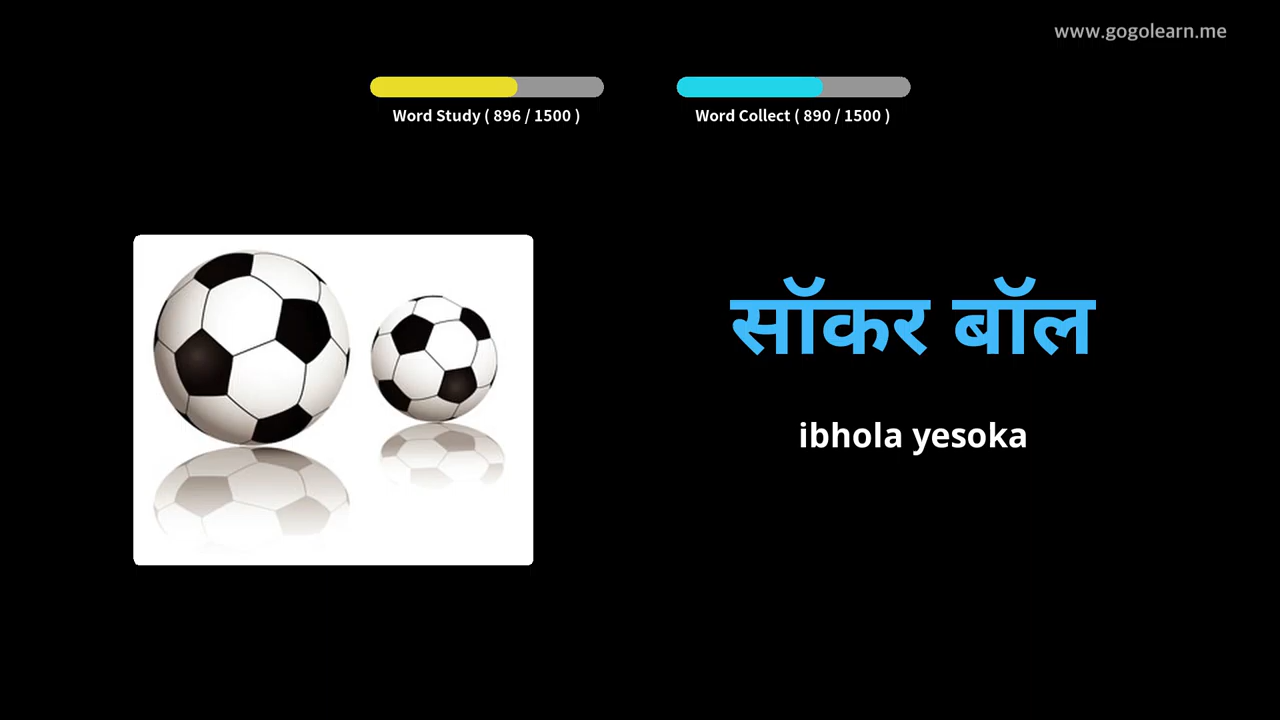 www.gogolearn.me
Word Study ( 896 / 1500 )
Word Collect ( 890 / 1500 )
सॉकर बॉल
ibhola yesoka